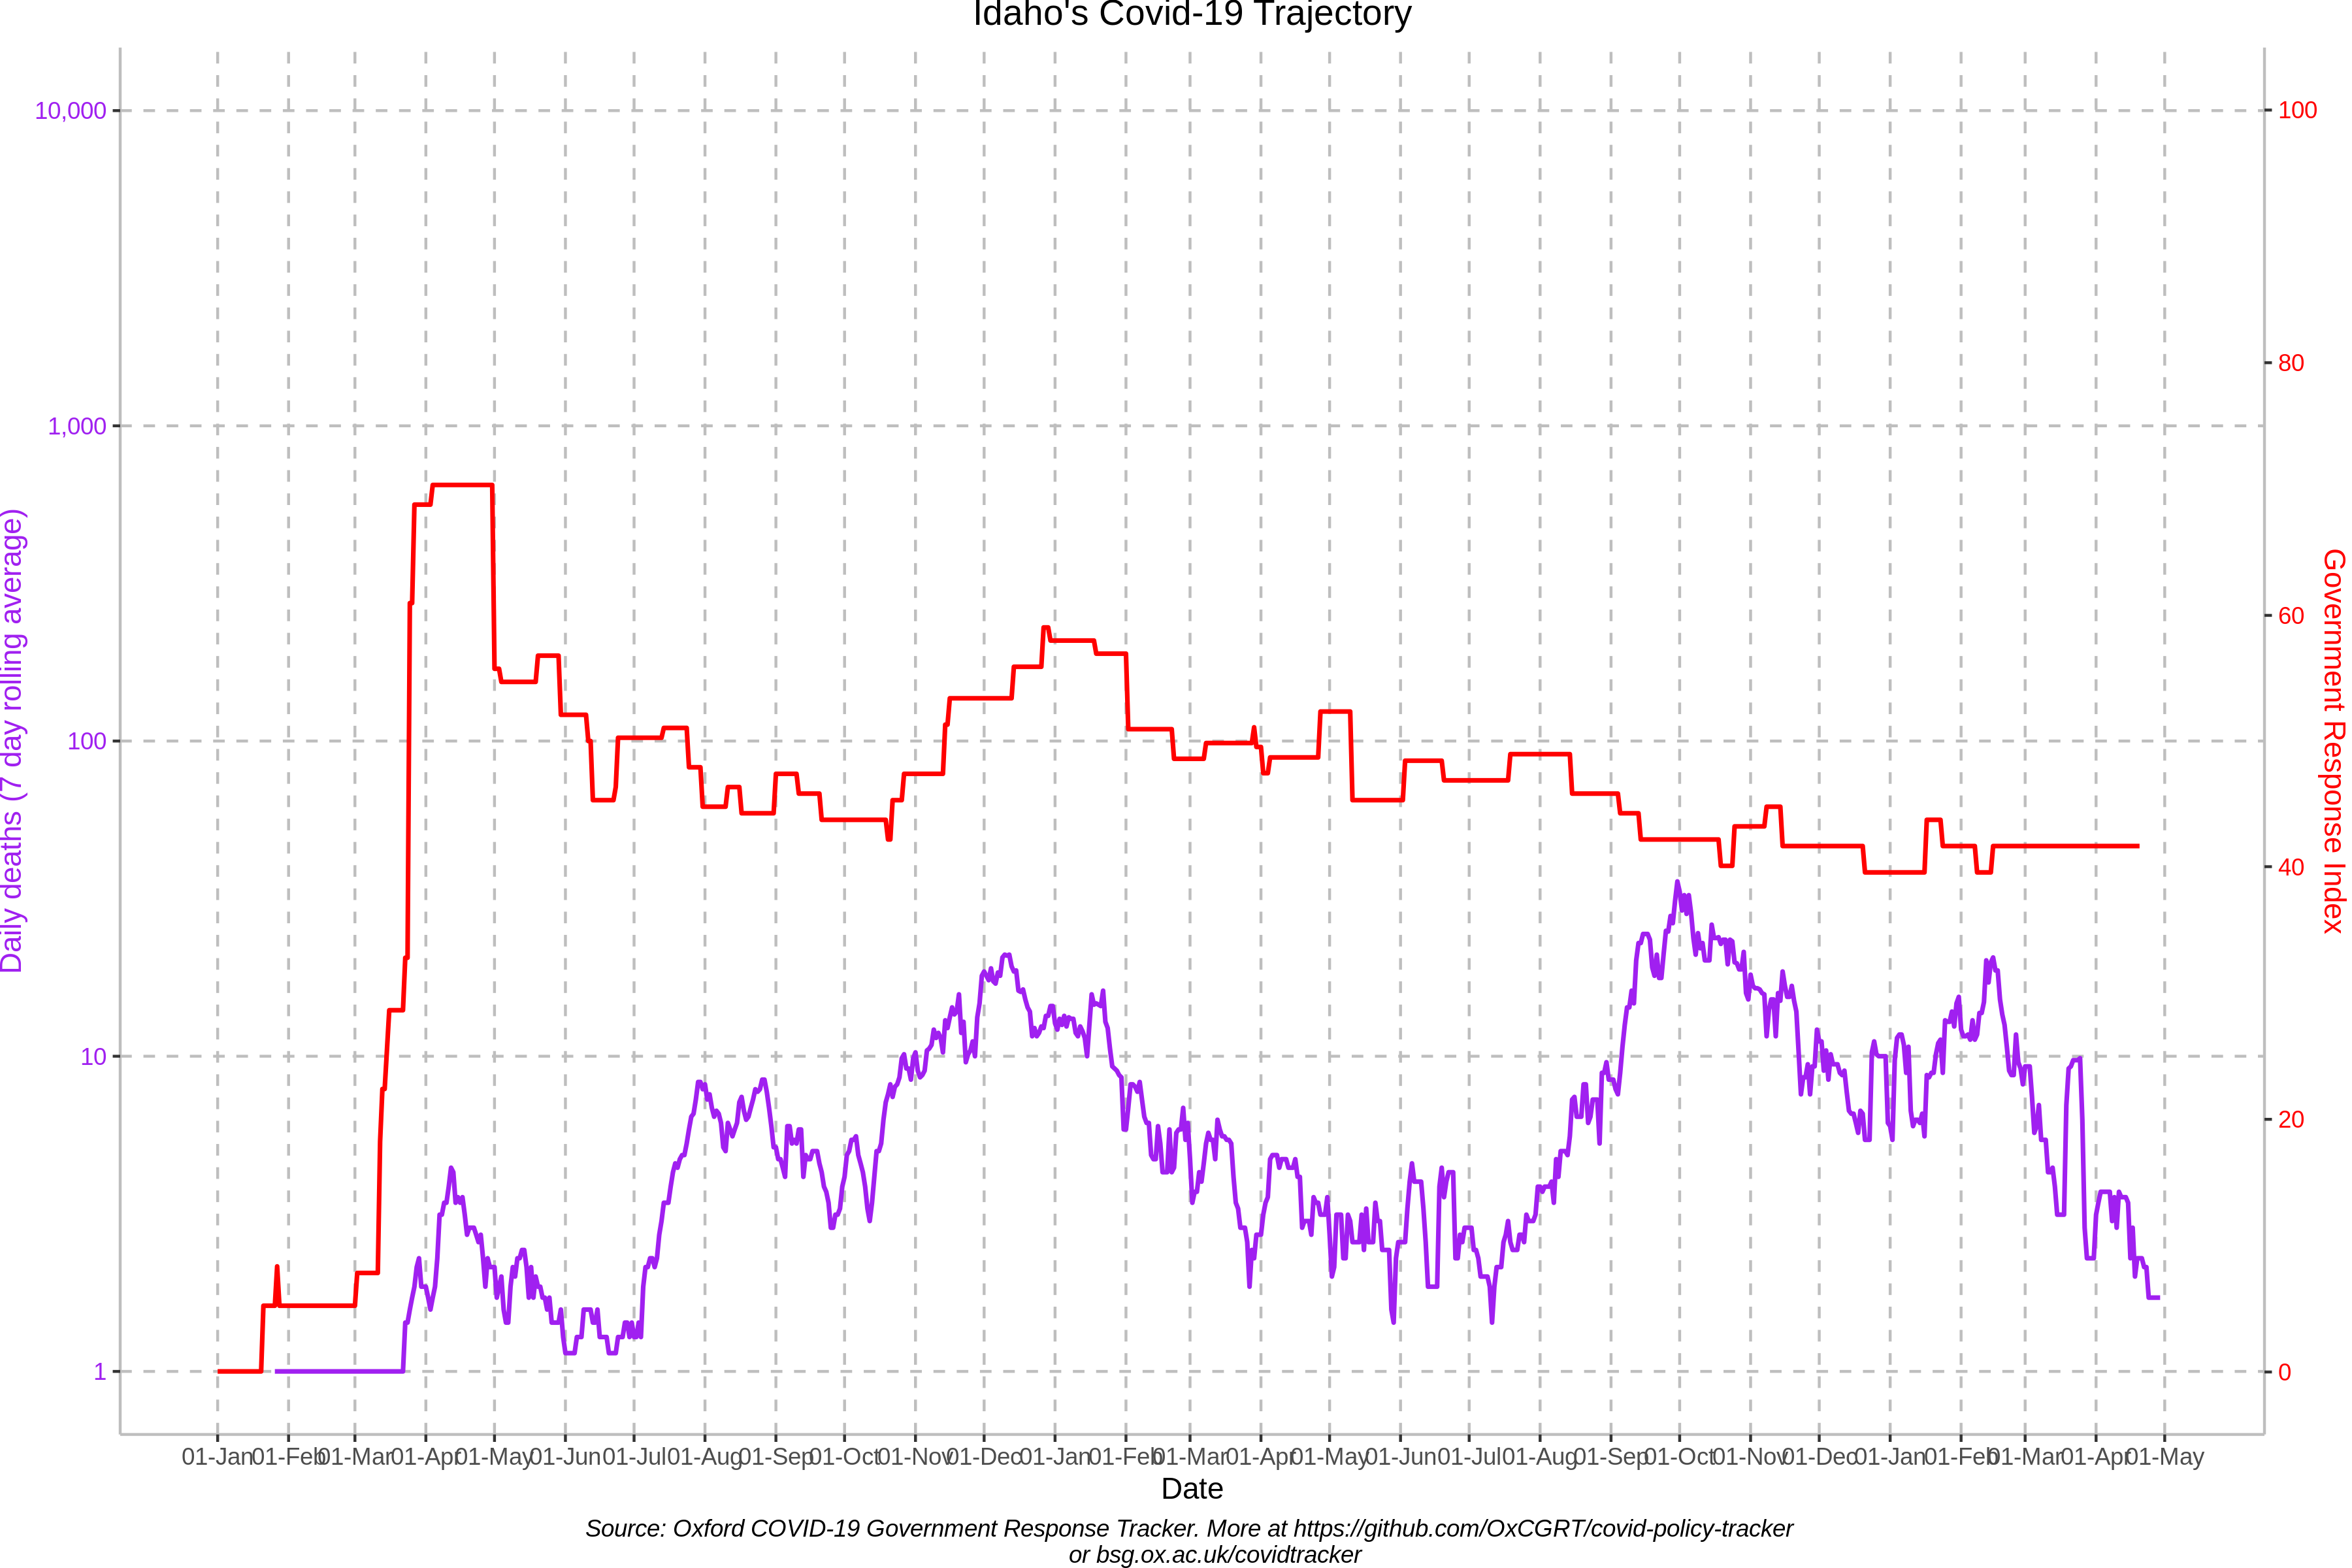 Idaho's Covid-19 Trajectory
10,000
1,000
100
10
1
Daily deaths (7 day rolling average)
100
80
60
40
20
0
Government Response Index
01-Jan 01-Feb 01-Mar 01-Apr 01-May 01-Jun 01-Jul 01-Aug 01-Sep 01-Oct 01-Nov 01-Dec 01-Jan 01-Feb 01-Mar 01-Apr 01-May 01-Jun 01-Jul 01-Aug 01-Sep 01-Oct 01-Nov 01-Dec 01-Jan 01-Feb 01-Mar 01-Apr 01-May
Date
Source: Oxford COVID-19 Government Response Tracker. More at https://github.com/OxCGRT/covid-policy-tracker
or bsg.ox.ac.uk/covidtracker